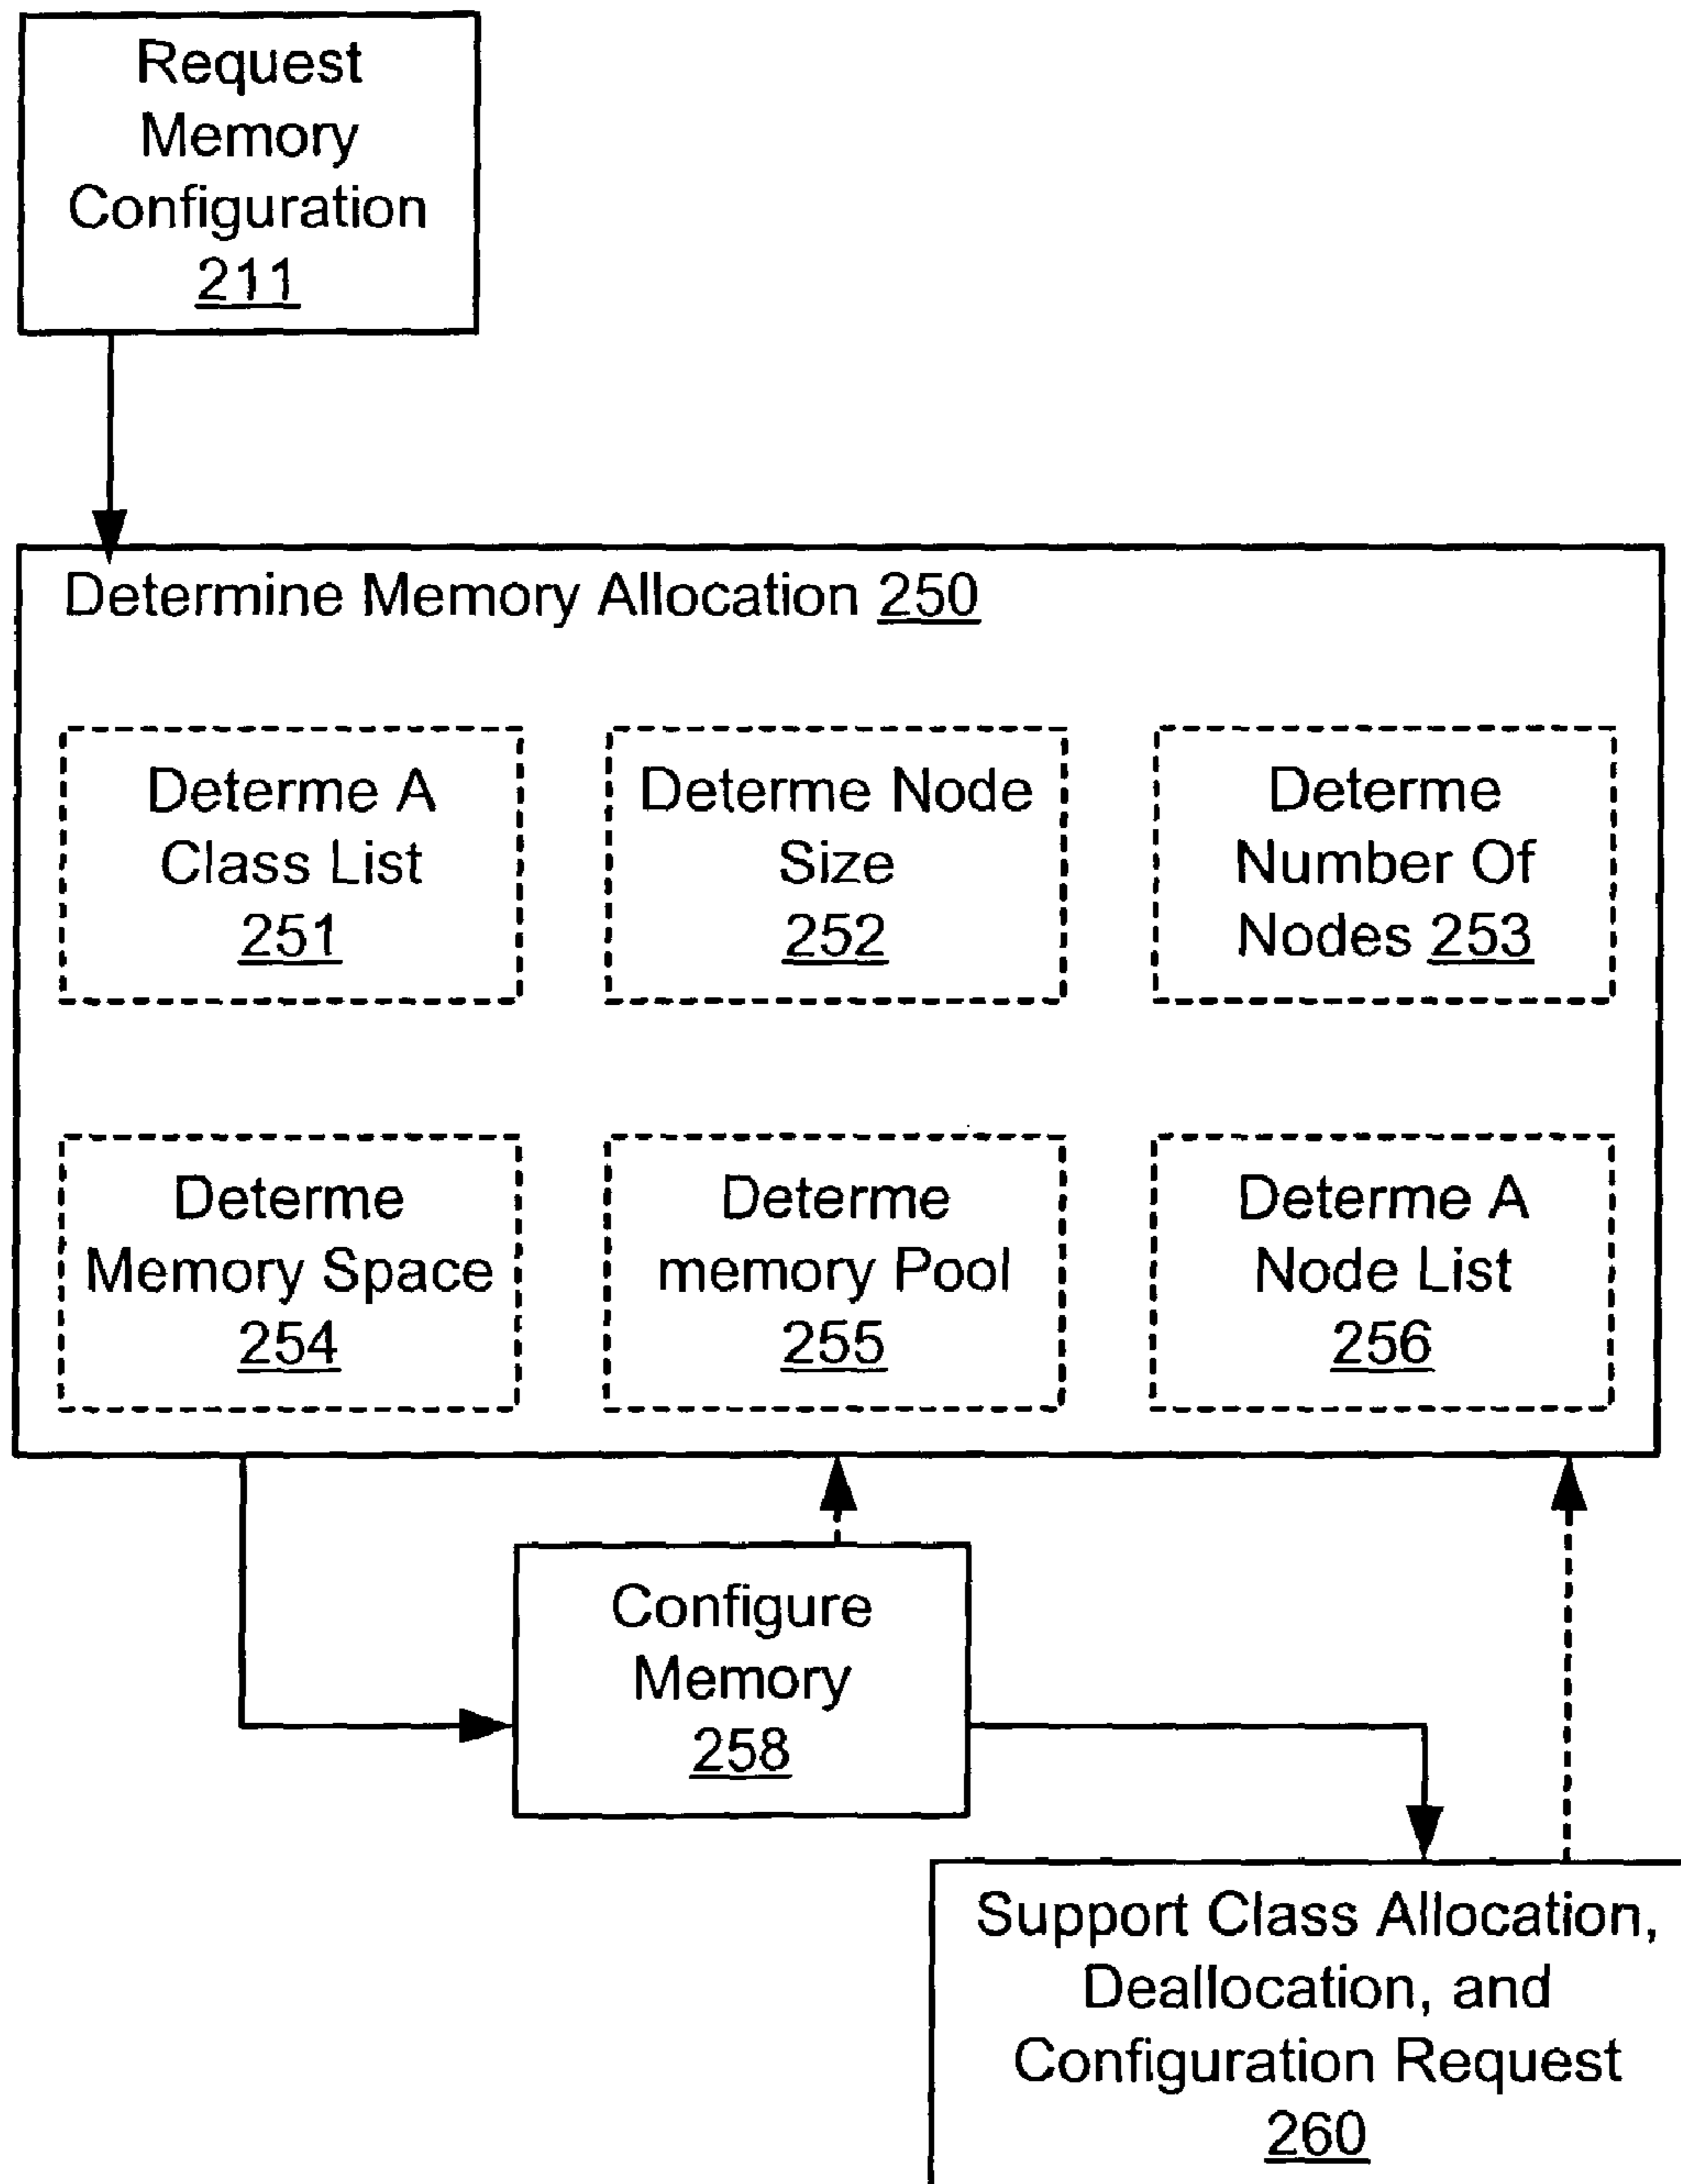 Request
Memory
Configuration
211
Determine Memory Allocation 250
Determe A
Class List
251
Determe Node
Size
252
Determe
Number Of
Nodes 253
Determe
Memory Space
254
Determe
memory Pool
255
Determe A
Node List
256
Configure
Memory
258
Support Class Allocation,
Deallocation, and
Configuration Request
260